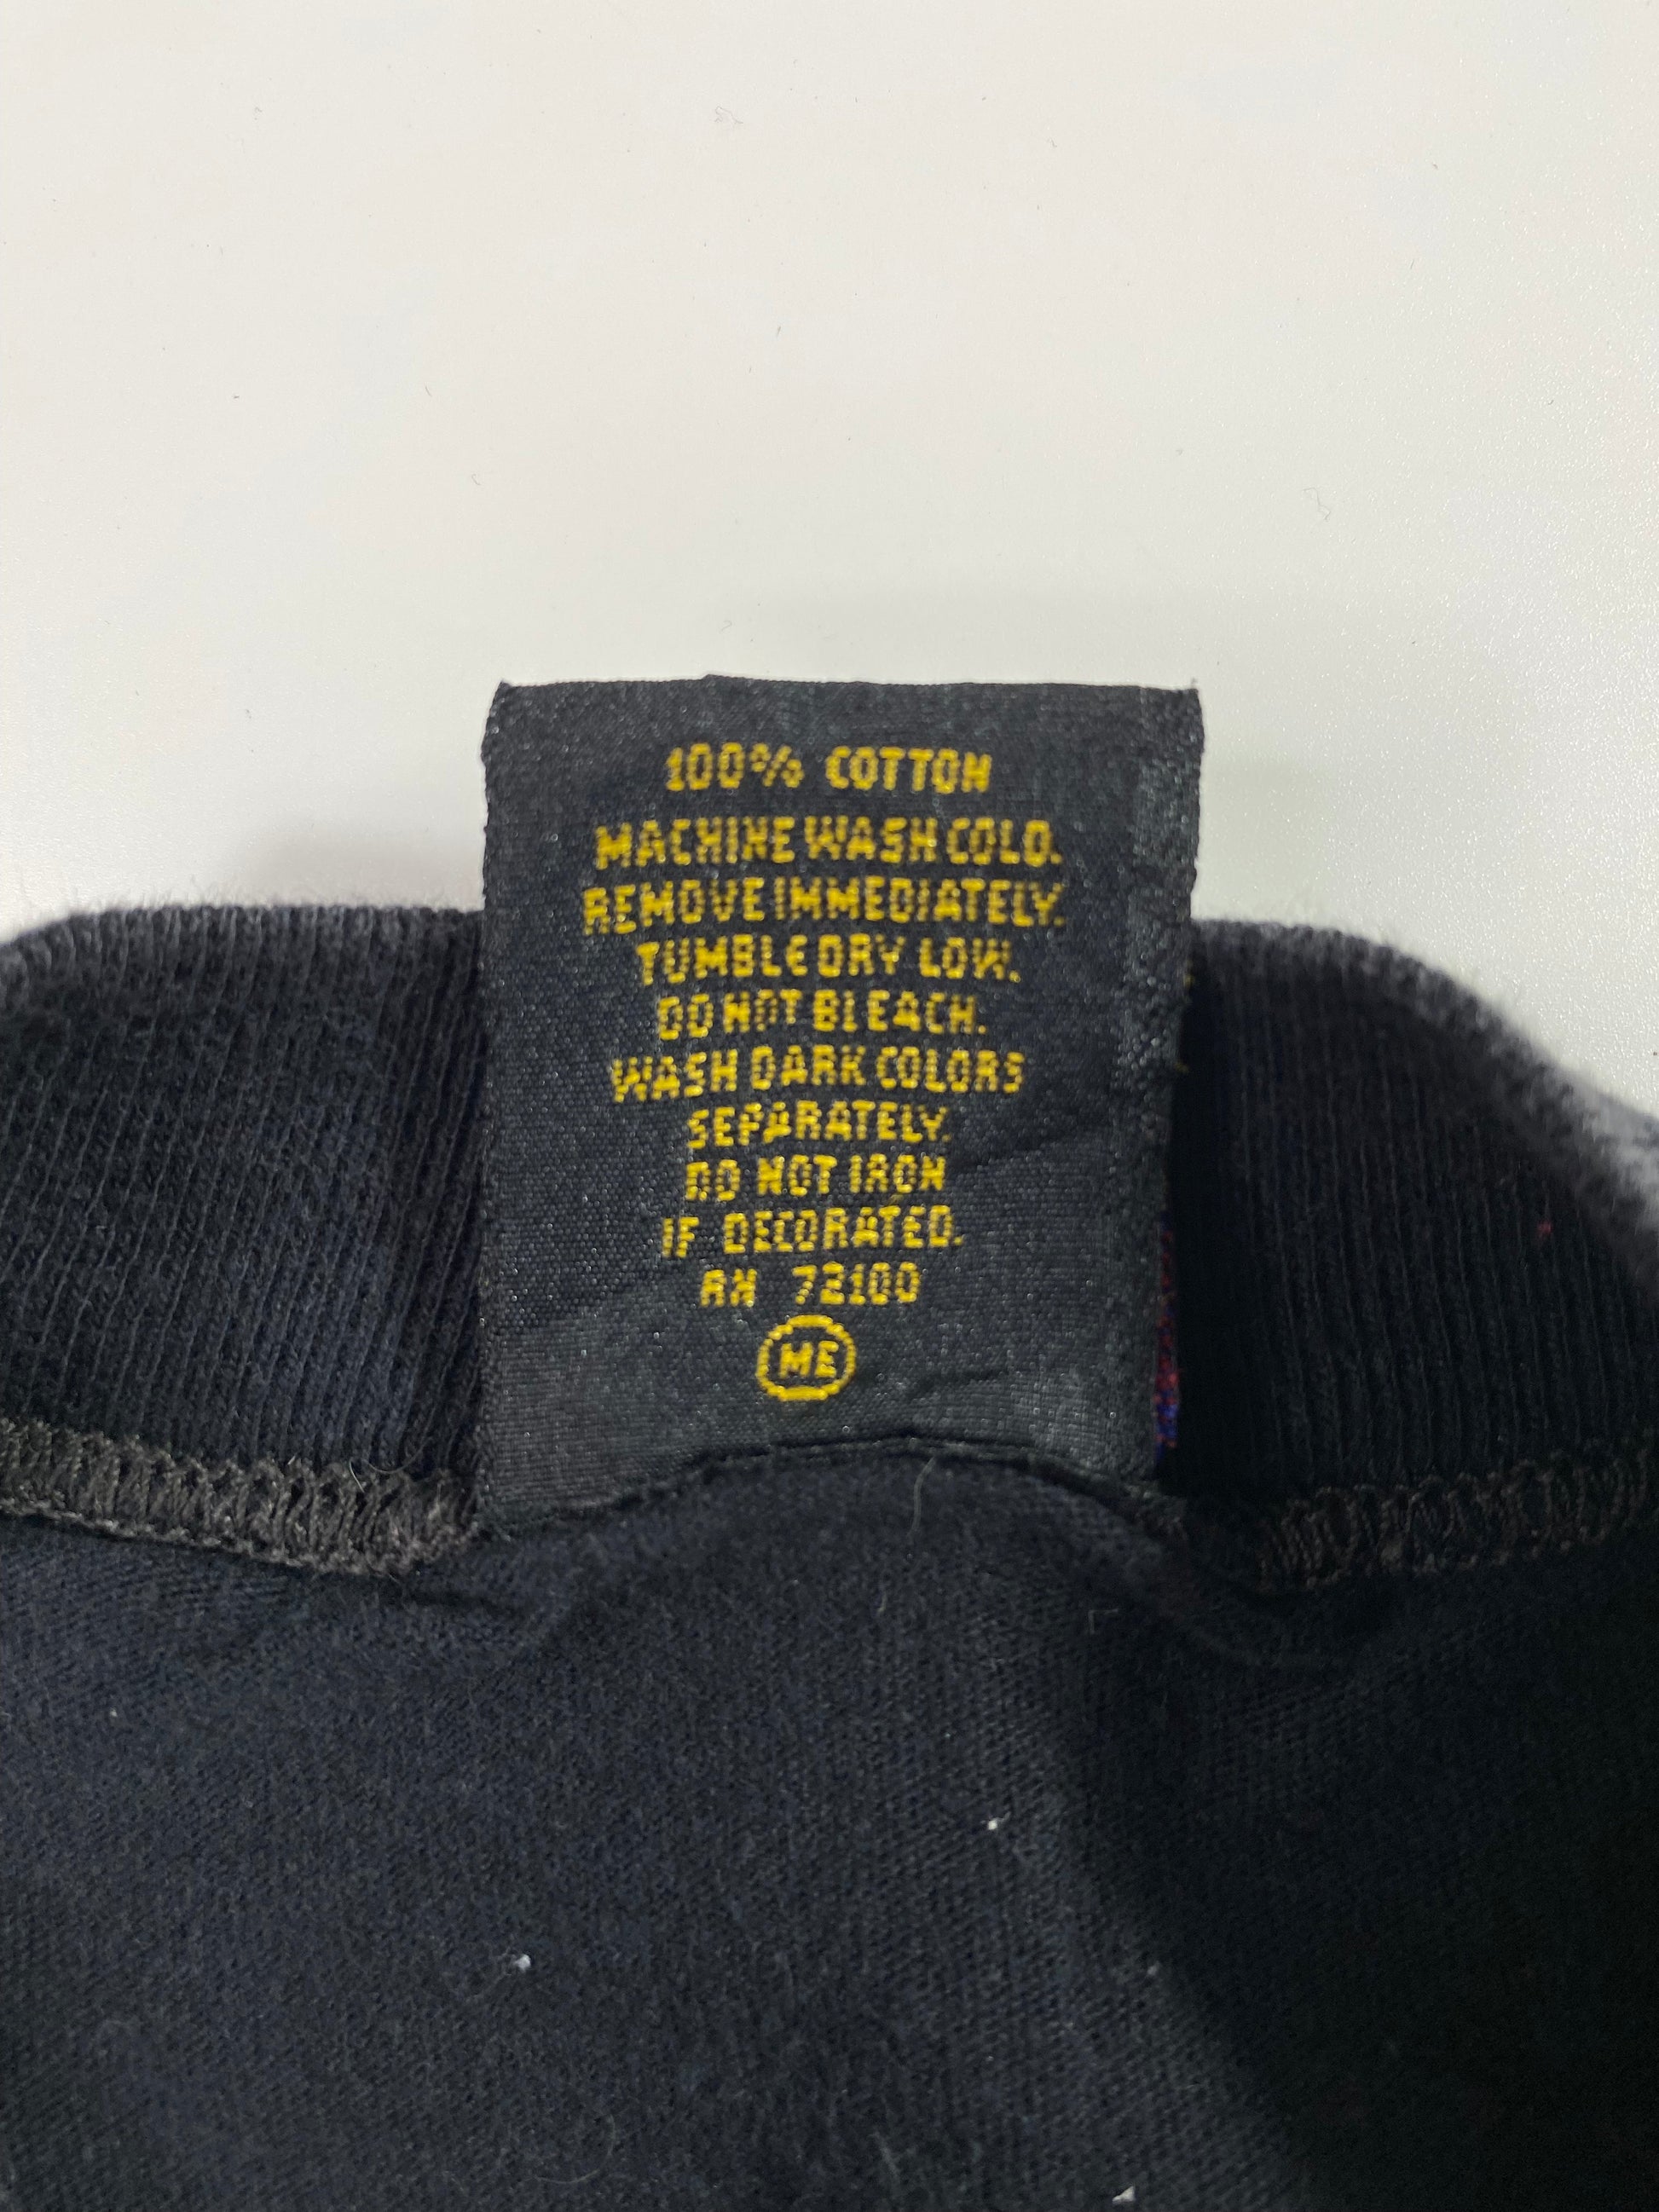 100% COTTON
MACHINE WASH COLD.
REMOVE IMMEDIATELY.
TUMBLE DRY LOW.
DO NOT BLEACH.
WASH DARK COLORS
SEPARATELY.
DO NOT IRON
IF DECORATED.
RN 72100
ME